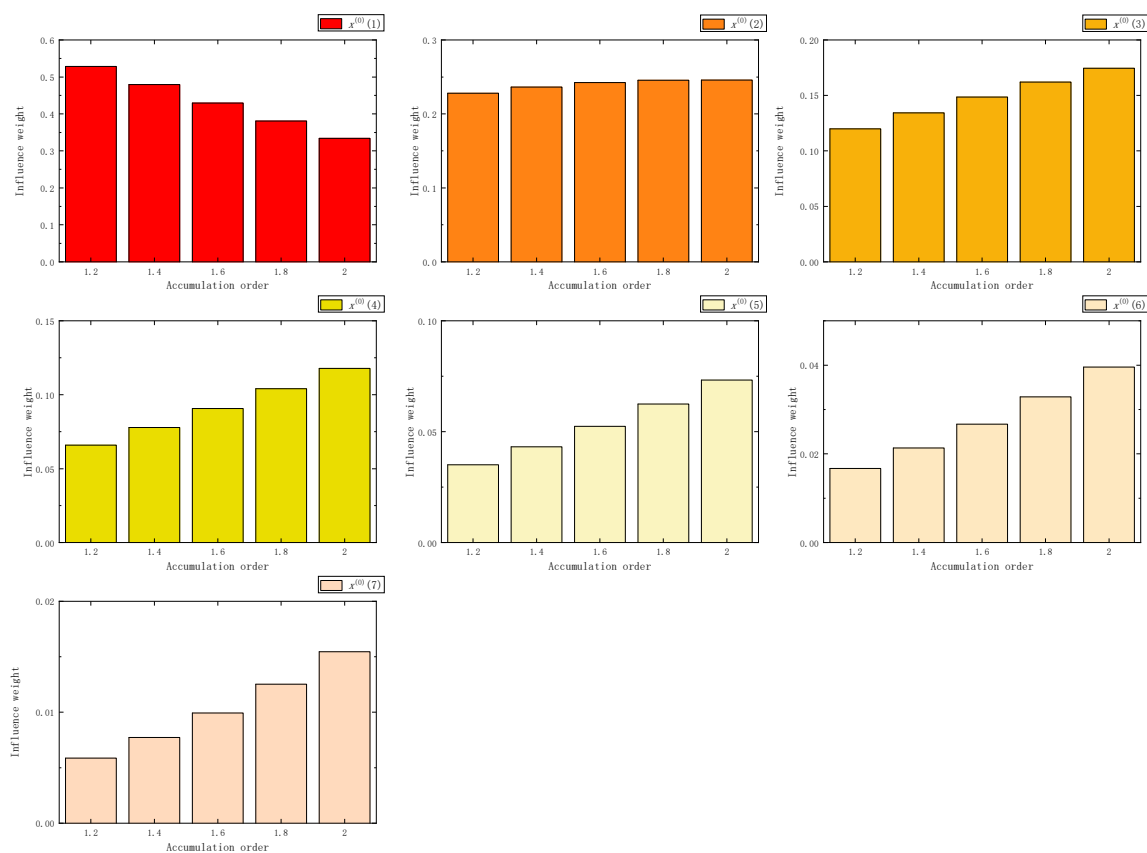 x⁽⁰⁾(1)
0.6
0.5
0.4
0.3
0.2
0.1
0.0
Influence weight
1.2 1.4 1.6 1.8 2
Accumulation order
x⁽⁰⁾(2)
0.3
0.2
0.1
0.0
Influence weight
1.2 1.4 1.6 1.8 2
Accumulation order
x⁽⁰⁾(3)
0.20
0.15
0.10
0.05
0.00
Influence weight
1.2 1.4 1.6 1.8 2
Accumulation order
x⁽⁰⁾(4)
0.15
0.10
0.05
0.00
Influence weight
1.2 1.4 1.6 1.8 2
Accumulation order
x⁽⁰⁾(5)
0.10
0.05
0.00
Influence weight
1.2 1.4 1.6 1.8 2
Accumulation order
x⁽⁰⁾(6)
0.04
0.02
0.00
Influence weight
1.2 1.4 1.6 1.8 2
Accumulation order
x⁽⁰⁾(7)
0.02
0.01
0.00
Influence weight
1.2 1.4 1.6 1.8 2
Accumulation order